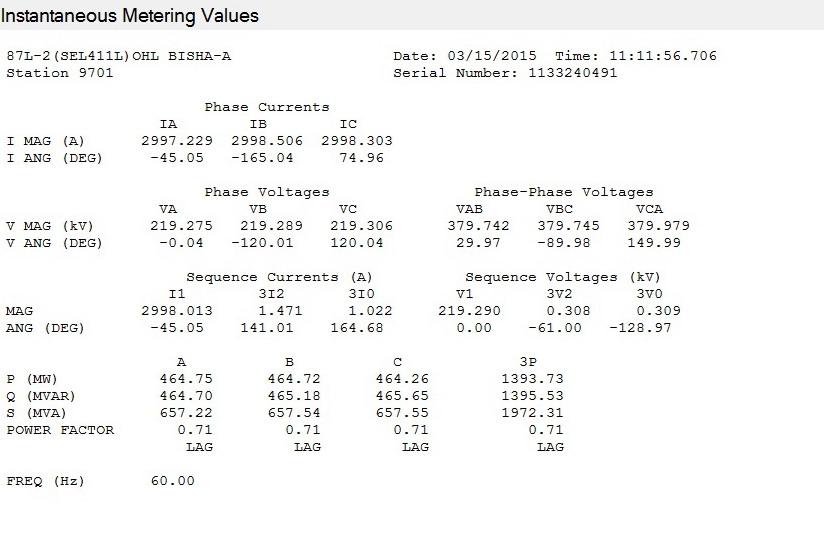 Instantaneous Metering Values
87L-2(SEL411L)OHL BISHA-A Date: 03/15/2015 Time: 11:11:56.706
Station 9701 Serial Number: 1133240491
Phase Currents
IA IB IC
I MAG (A) 2997.229 2998.506 2998.303
I ANG (DEG) -45.05 -165.04 74.96
Phase Voltages Phase-Phase Voltages
VA VB VC VAB VBC VCA
V MAG (kV) 219.275 219.289 219.306 379.742 379.745 379.979
V ANG (DEG) -0.04 -120.01 120.04 29.97 -89.98 149.99
Sequence Currents (A) Sequence Voltages (kV)
I1 3I2 3I0 V1 3V2 3V0
MAG 2998.013 1.471 1.022 219.290 0.308 0.309
ANG (DEG) -45.05 141.01 164.68 0.00 -61.00 -128.97
A B C 3P
P (MW) 464.75 464.72 464.26 1393.73
Q (MVAR) 464.70 465.18 465.65 1395.53
S (MVA) 657.22 657.54 657.55 1972.31
POWER FACTOR 0.71 0.71 0.71 0.71
LAG LAG LAG LAG
FREQ (Hz) 60.00